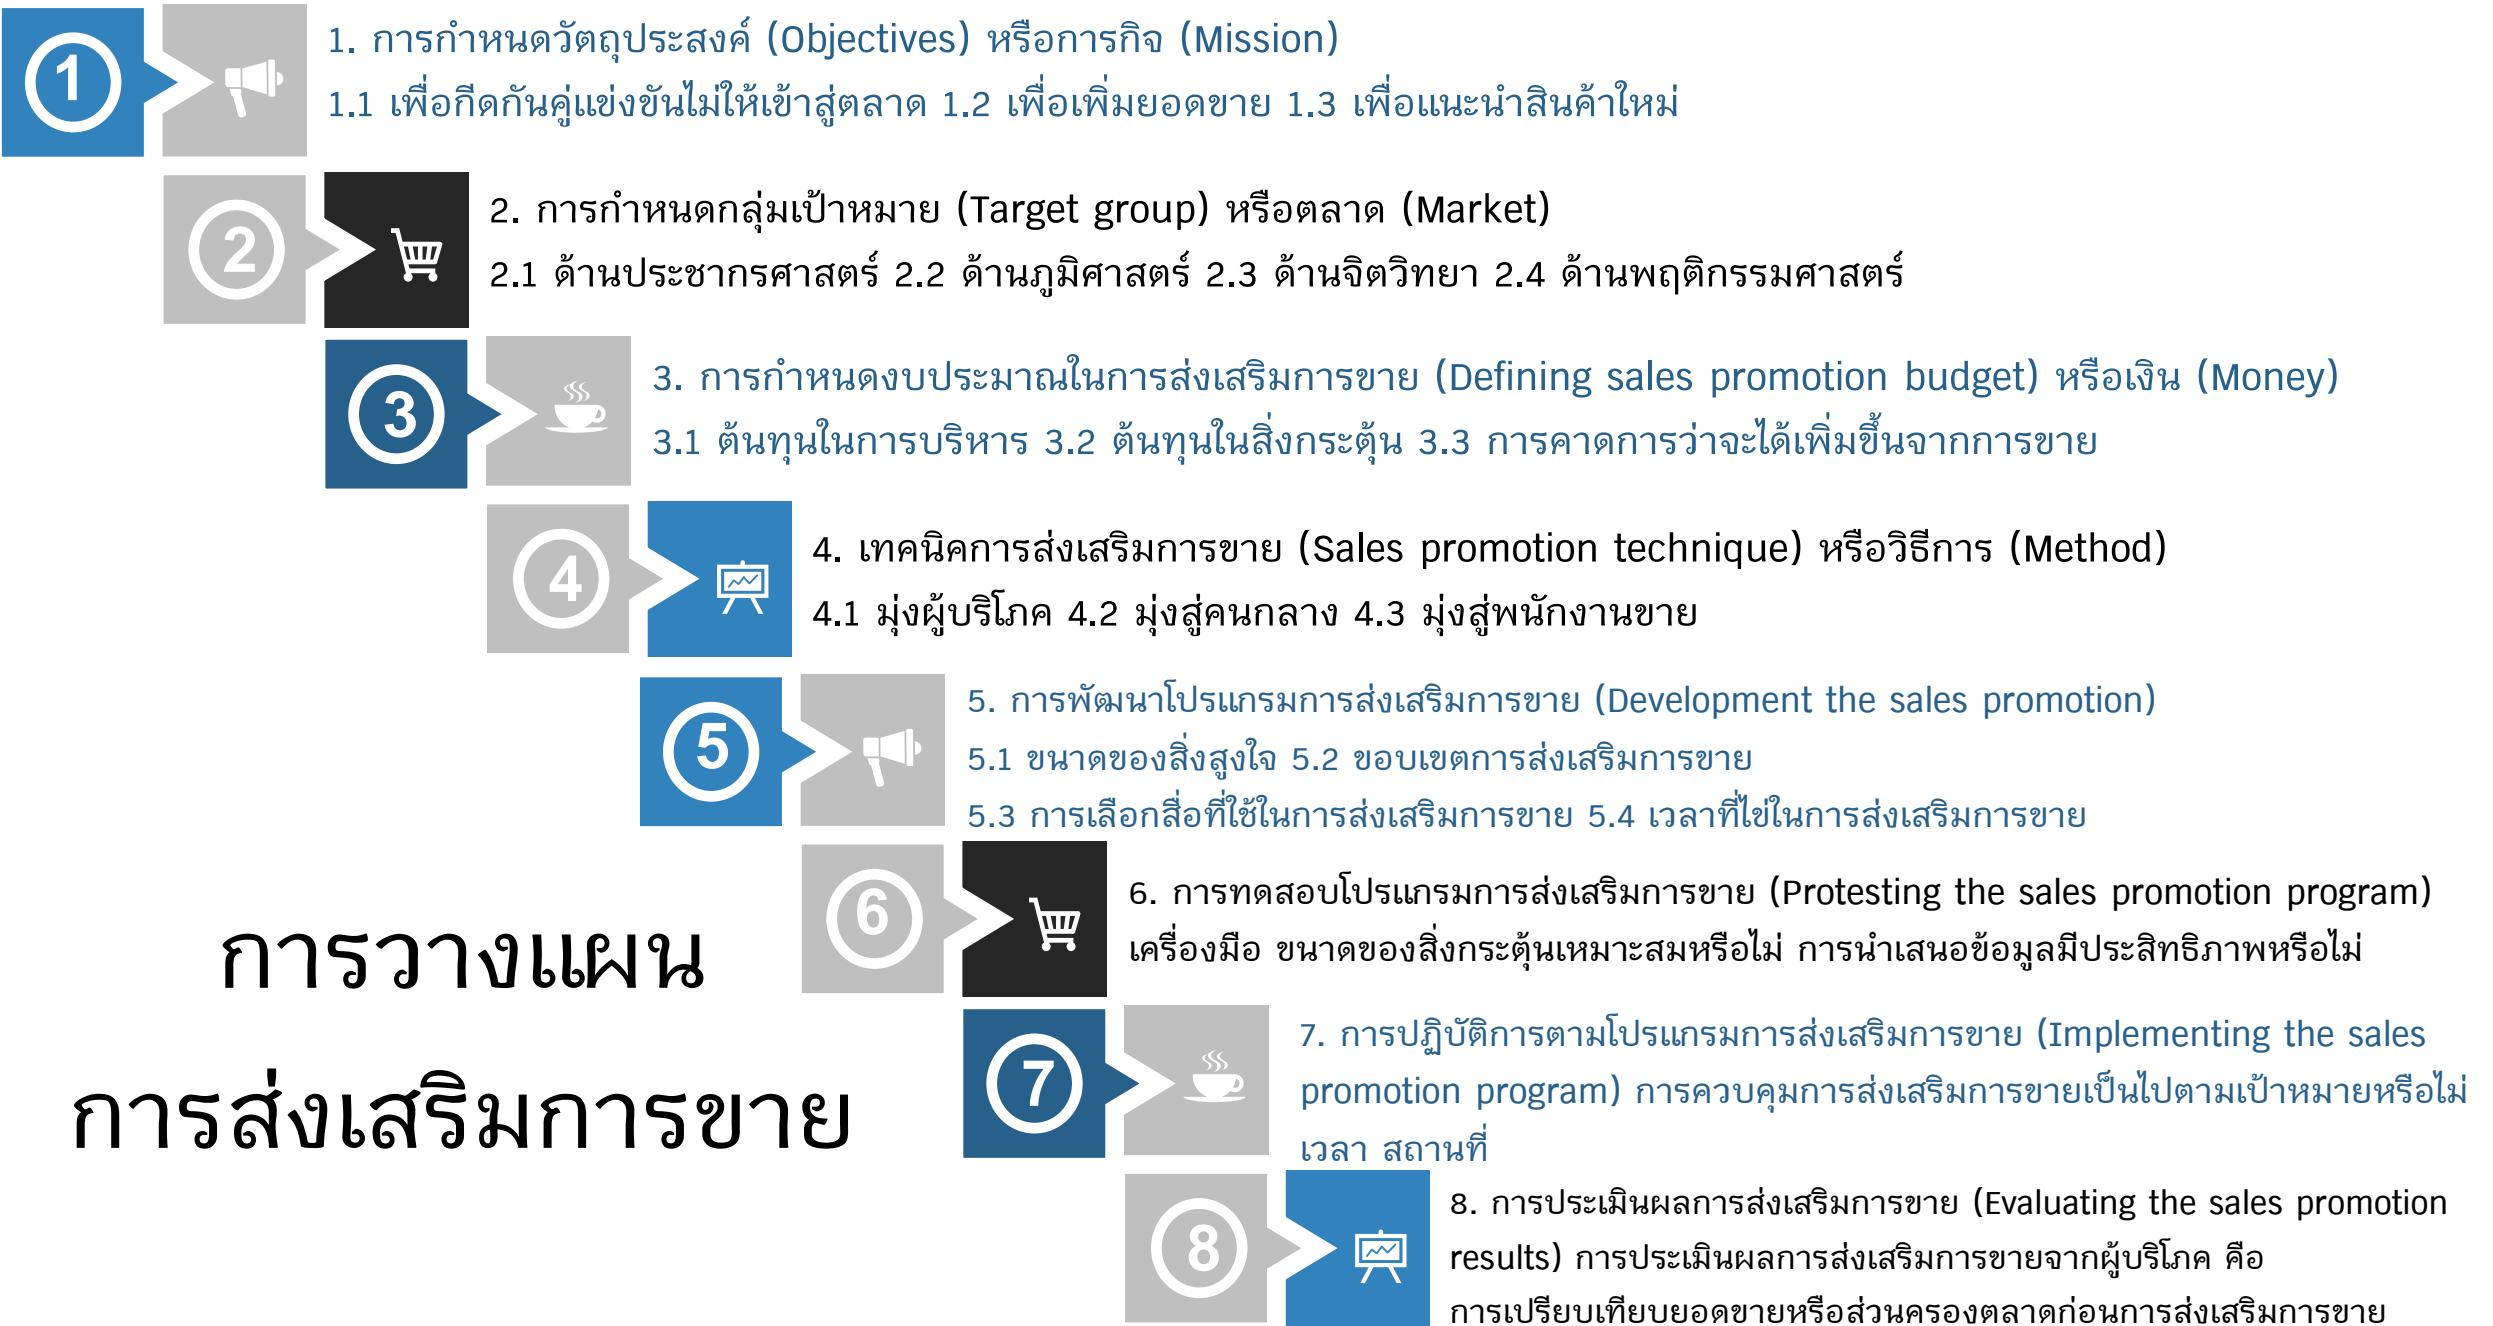 1
1. การกำหนดวัตถุประสงค์ (Objectives) หรือการกิจ (Mission)
1.1 เพื่อกีดกันคู่แข่งขันไม่ให้เข้าสู่ตลาด 1.2 เพื่อเพิ่มยอดขาย 1.3 เพื่อแนะนำสินค้าใหม่
2
2. การกำหนดกลุ่มเป้าหมาย (Target group) หรือตลาด (Market)
2.1 ด้านประชากรศาสตร์ 2.2 ด้านภูมิศาสตร์ 2.3 ด้านจิตวิทยา 2.4 ด้านพฤติกรรมศาสตร์
3
3. การกำหนดงบประมาณในการส่งเสริมการขาย (Defining sales promotion budget) หรือเงิน (Money)
3.1 ต้นทุนในการบริหาร 3.2 ต้นทุนในสิ่งกระตุ้น 3.3 การคาดการว่าจะได้เพิ่มขึ้นจากการขาย
4
4. เทคนิคการส่งเสริมการขาย (Sales promotion technique) หรือวิธีการ (Method)
4.1 มุ่งผู้บริโภค 4.2 มุ่งสู่คนกลาง 4.3 มุ่งสู่พนักงานขาย
5
5. การพัฒนาโปรแกรมการส่งเสริมการขาย (Development the sales promotion)
5.1 ขนาดของสิ่งสูงใจ 5.2 ขอบเขตการส่งเสริมการขาย
5.3 การเลือกสื่อที่ใช้ในการส่งเสริมการขาย 5.4 เวลาที่ไข่ในการส่งเสริมการขาย
6
6. การทดสอบโปรแกรมการส่งเสริมการขาย (Protesting the sales promotion program)
เครื่องมือ ขนาดของสิ่งกระตุ้นเหมาะสมหรือไม่ การนำเสนอข้อมูลมีประสิทธิภาพหรือไม่
การวางแผน
การส่งเสริมการขาย
7
7. การปฏิบัติการตามโปรแกรมการส่งเสริมการขาย (Implementing the sales
promotion program) การควบคุมการส่งเสริมการขายเป็นไปตามเป้าหมายหรือไม่
เวลา สถานที่
8
8. การประเมินผลการส่งเสริมการขาย (Evaluating the sales promotion
results) การประเมินผลการส่งเสริมการขายจากผู้บริโภค คือ
การเปรียบเทียบยอดขายหรือส่วนครองตลาดก่อนการส่งเสริมการขาย